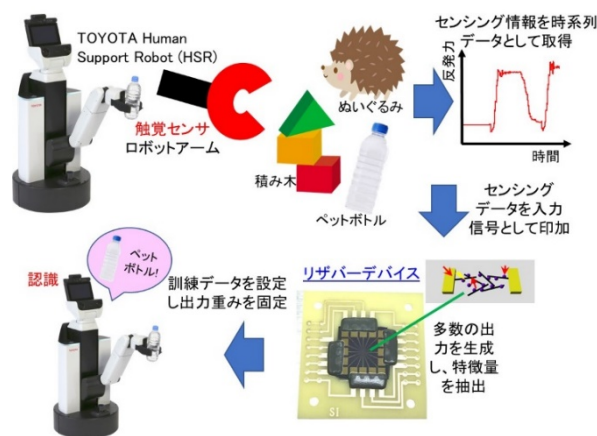 TOYOTA Human
Support Robot (HSR)
触覚センサ
ロボットアーム
ぬいぐるみ
積み木
ペットボトル
センシング情報を時系列
データとして取得
反発力
時間
センシング
データを入力
信号として印加
リザバーデバイス
多数の出
力を生成
し、特徴量
を抽出
訓練データを設定
し出力重みを固定
認識
ペット
ボトル!
S1